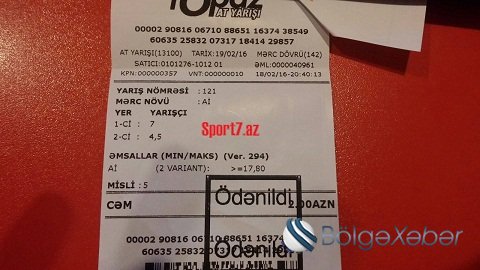 Topaz
AT YARIŞI
00002 90816 06710 88651 16374 38549
60635 25832 07317 18414 29857
AT YARIŞI(13100) TARİX:19/02/16 MƏRC DÖVRÜ(142)
SATICI:0101276-1012 01 ƏML:0000040961
KPN:000000357 VNT:0000000010 18/02/16-20:40:13
YARIŞ NÖMRƏSİ :121
MƏRC NÖVÜ :Aİ
YER YARIŞÇI
1-Cİ : 7
Sport7.az
2-Cİ : 4,5
ƏMSALLAR (MIN/MAKS) (Ver. 294)
Aİ (2 VARIANT): >=17,80
MİSLİ : 5
Ödənildi
CƏM 2.00AZN
BölgəXəbər
00002 90816 06710 88651 16374
60635 25832 07317
Ödənildi